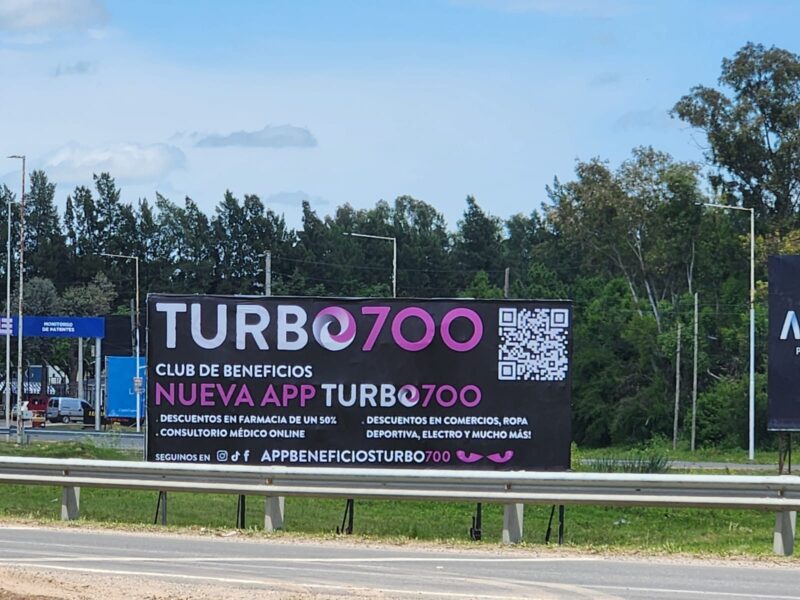 TURBO700
CLUB DE BENEFICIOS
NUEVA APP TURBO700
. DESCUENTOS EN FARMACIA DE UN 50%
. CONSULTORIO MÉDICO ONLINE
. DESCUENTOS EN COMERCIOS, ROPA
DEPORTIVA, ELECTRO Y MUCHO MÁS!
SEGUINOS EN APPBENEFICIOSTURBO700
MONITOREO
DE PATENTES